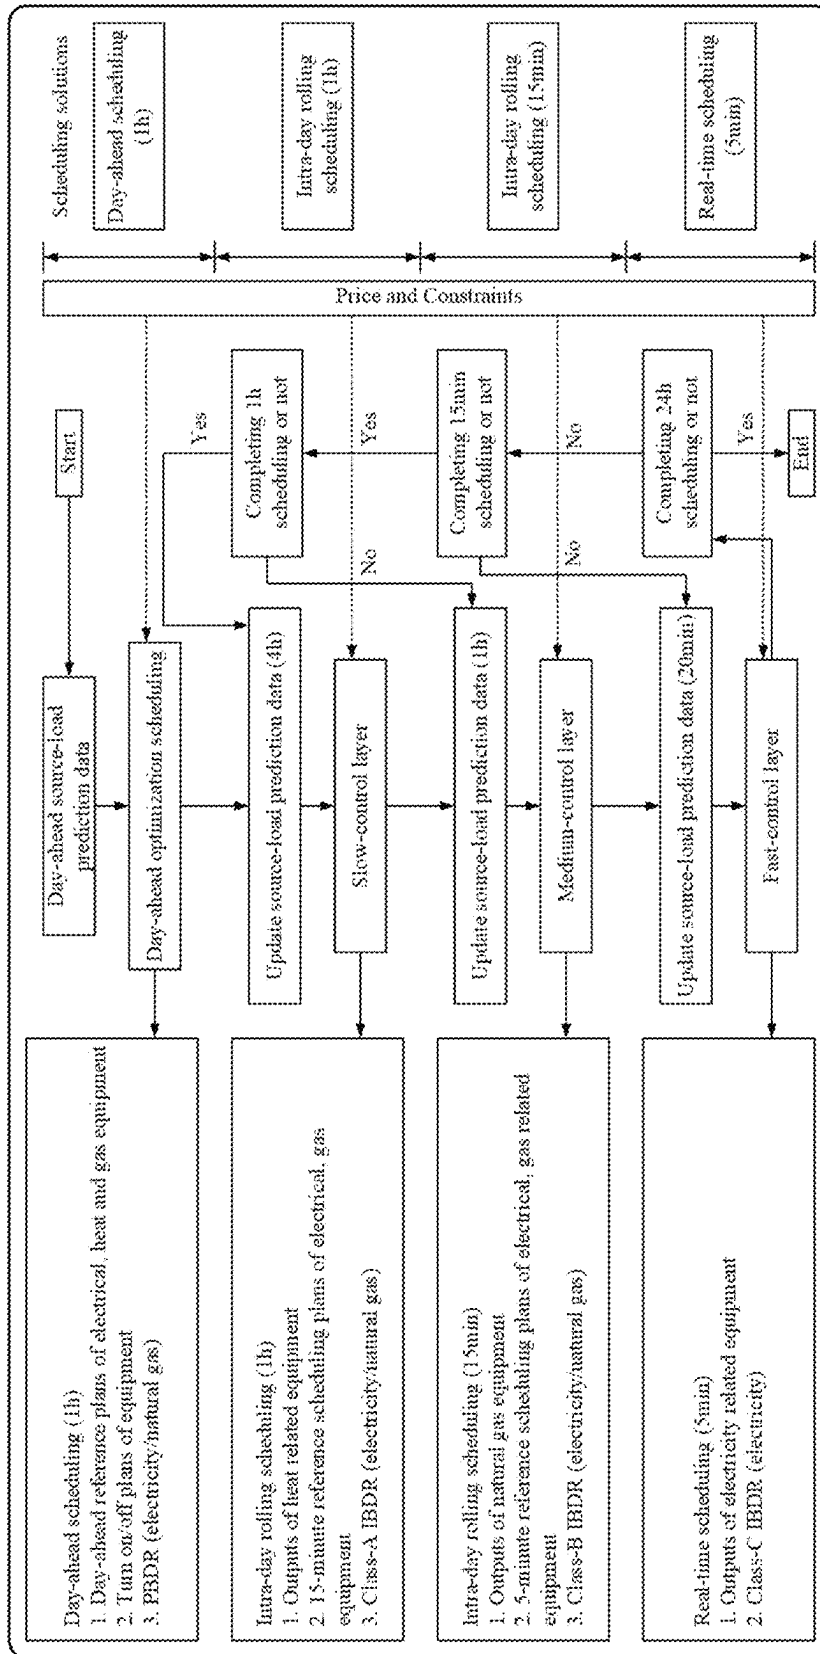 Scheduling solutions
Day-ahead scheduling
(1h)
Intra-day rolling
scheduling (1h)
Intra-day rolling
scheduling (15min)
Real-time scheduling
(5min)
Price and Constraints
Start
Yes
Completing 1h
scheduling or not
Yes
Completing 15min
scheduling or not
No
Completing 24h
scheduling or not
Yes
End
No
No
Day-ahead source-load
prediction data
Day-ahead optimization scheduling
Update source-load prediction data (4h)
Slow-control layer
Update source-load prediction data (1h)
Medium-control layer
Update source-load prediction data (20min)
Fast-control layer
Day-ahead scheduling (1h)
1. Day-ahead reference plans of electrical, heat and gas equipment
2. Turn on/off plans of equipment
3. PBDR (electricity/natural gas)
Intra-day rolling scheduling (1h)
1. Outputs of heat related equipment
2. 15-minute reference scheduling plans of electrical, gas
equipment
3. Class-A IBDR (electricity/natural gas)
Intra-day rolling scheduling (15min)
1. Outputs of natural gas equipment
2. 5-minute reference scheduling plans of electrical, gas related
equipment
3. Class-B IBDR (electricity/natural gas)
Real-time scheduling (5min)
1. Outputs of electricity related equipment
2. Class-C IBDR (electricity)